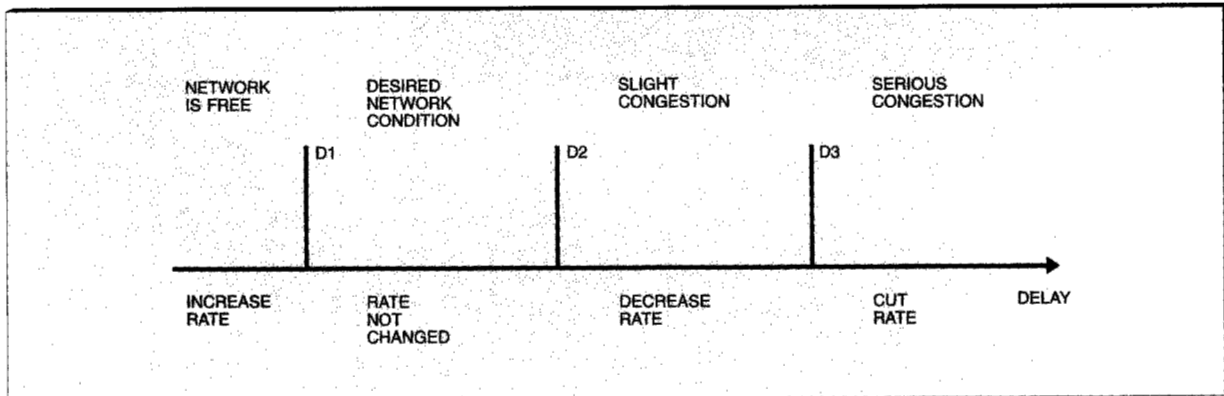 NETWORK
IS FREE
DESIRED
NETWORK
CONDITION
SLIGHT
CONGESTION
SERIOUS
CONGESTION
D1
D2
D3
INCREASE
RATE
RATE
NOT
CHANGED
DECREASE
RATE
CUT
RATE
DELAY